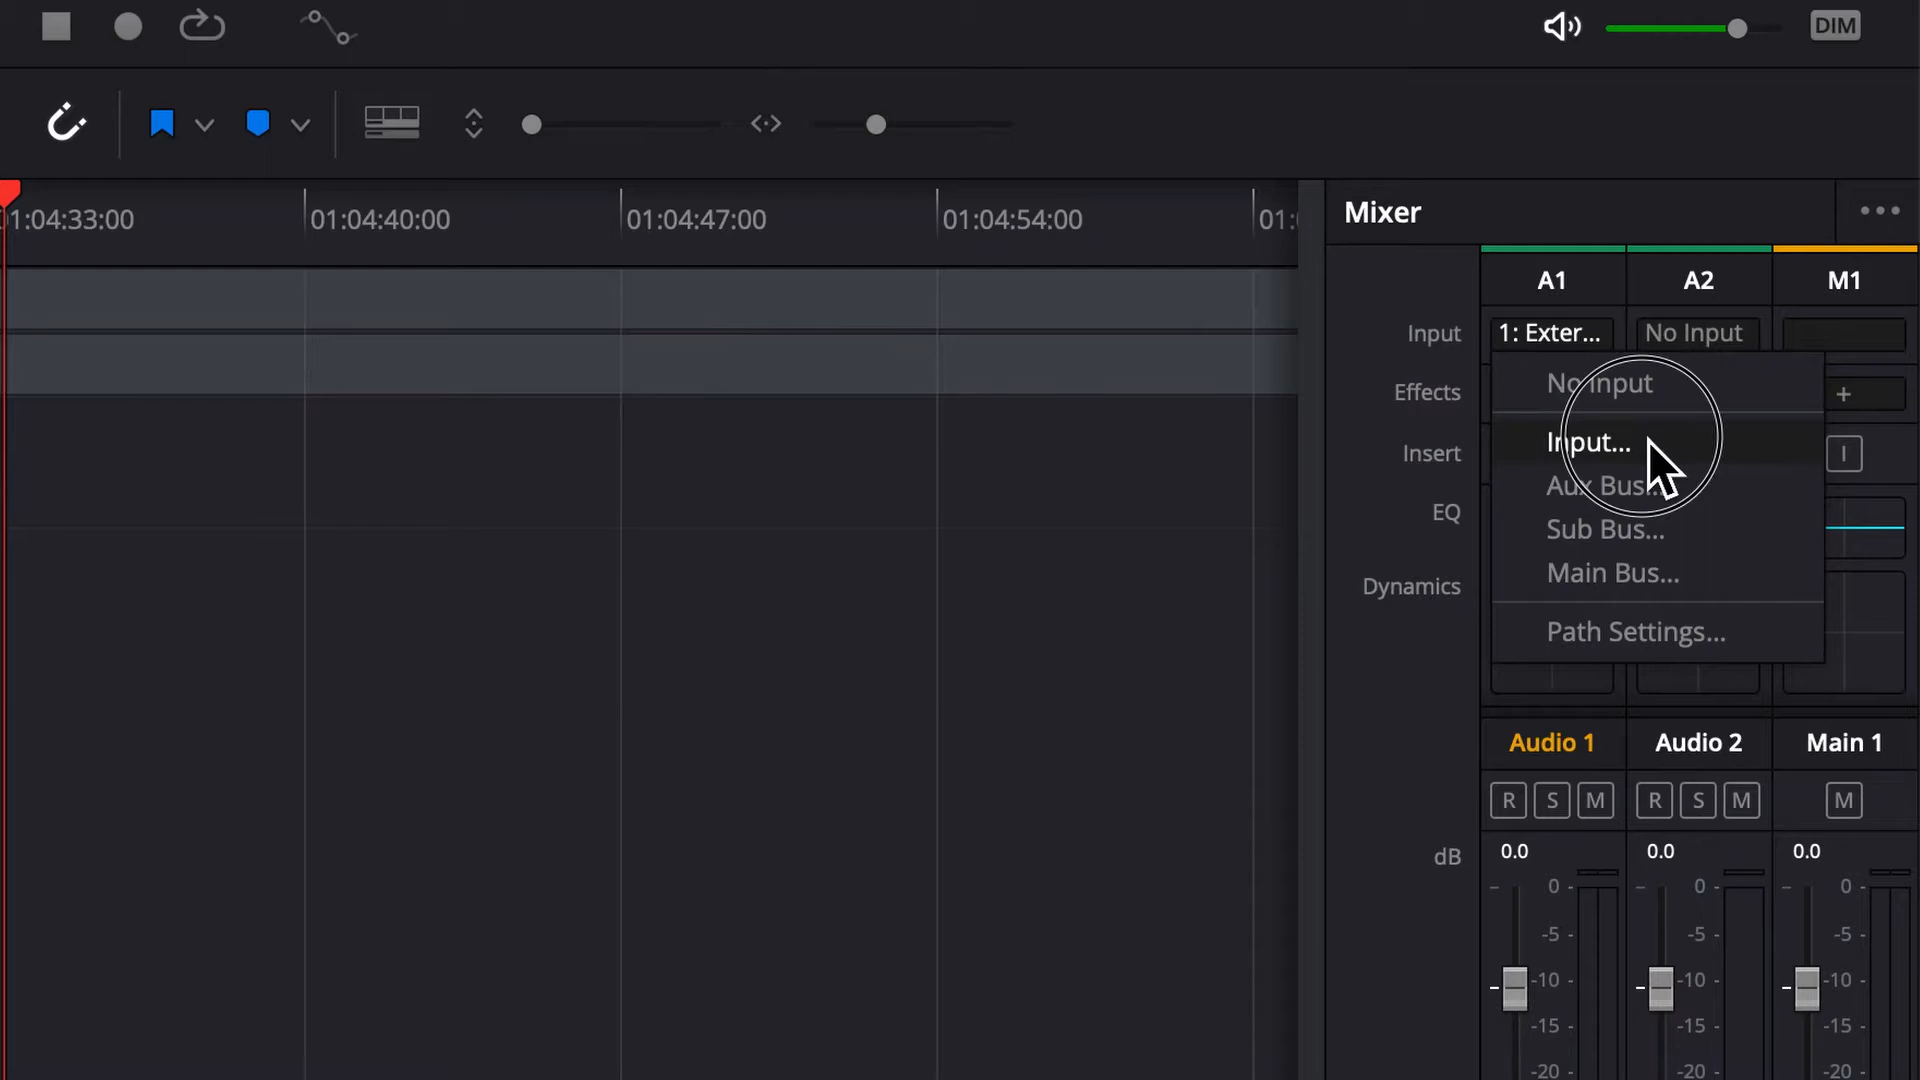 DIM
1:04:33:00
01:04:40:00
01:04:47:00
01:04:54:00
01:
Mixer
A1
A2
M1
Input
1: Exter...
No Input
No Input
Effects
+
Input...
Insert
I
Aux Bus...
EQ
Sub Bus...
Main Bus...
Dynamics
Path Settings...
Audio 1
Audio 2
Main 1
R S M
R S M
M
dB
0.0
0.0
0.0
0
0
0
-5
-5
-5
-10
-10
-10
-15
-15
-15
-20
-20
-20